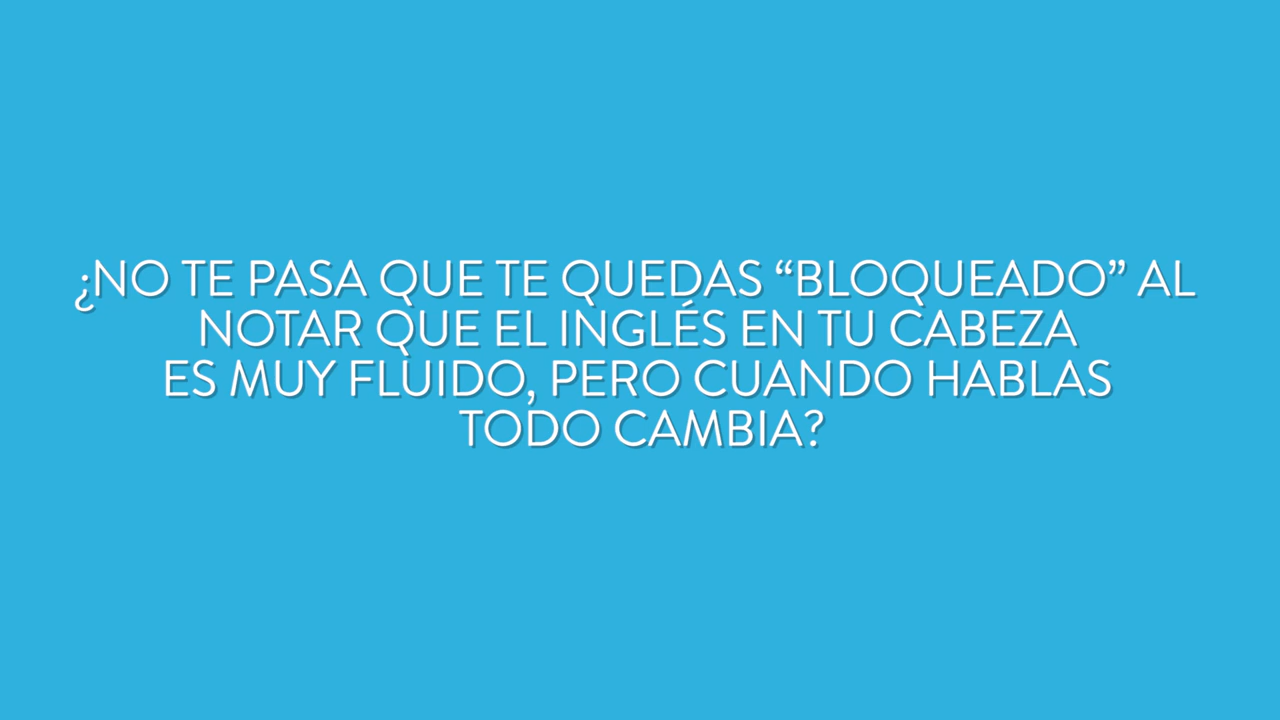 ¿NO TE PASA QUE TE QUEDAS “BLOQUEADO” AL
NOTAR QUE EL INGLÉS EN TU CABEZA
ES MUY FLUIDO, PERO CUANDO HABLAS
TODO CAMBIA?